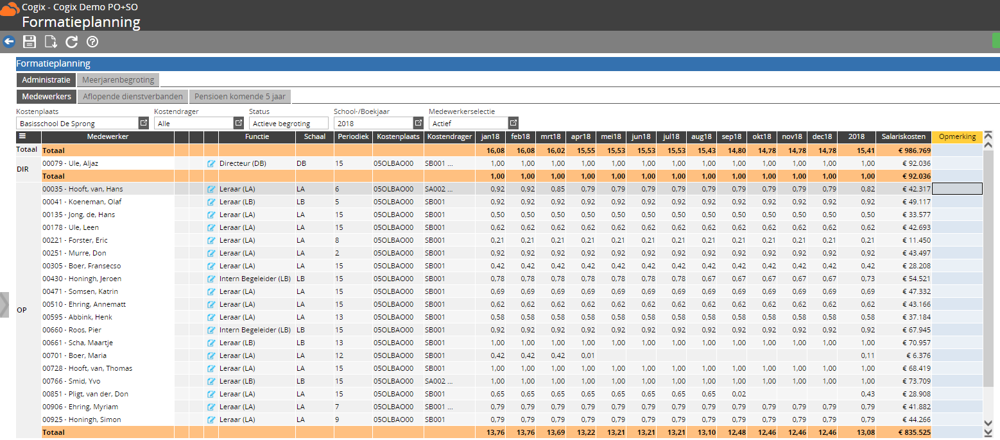 Cogix - Cogix Demo PO+SO
Formatieplanning
Formatieplanning
Administratie Meerjarenbegroting
Medewerkers Aflopende dienstverbanden Pensioen komende 5 jaar
Kostenplaats Kostendrager Status School-/Boekjaar Medewerkerselectie
Basisschool De Sprong Alle Actieve begroting 2018 Actief
Medewerker Functie Schaal Periodiek Kostenplaats Kostendrager jan18 feb18 mrt18 apr18 mei18 jun18 jul18 aug18 sep18 okt18 nov18 dec18 2018 Salariskosten Opmerking
Totaal Totaal 16,08 16,08 16,02 15,55 15,53 15,53 15,53 15,43 14,80 14,78 14,78 14,78 15,41 € 986.769
DIR
00079 - Ule, Aljaz Directeur (DB) DB 15 05OLBAO00 SB001 ... 1,00 1,00 1,00 1,00 1,00 1,00 1,00 1,00 1,00 1,00 1,00 1,00 1,00 € 92.036
Totaal 1,00 1,00 1,00 1,00 1,00 1,00 1,00 1,00 1,00 1,00 1,00 1,00 1,00 € 92.036
OP
00035 - Hooft, van, Hans Leraar (LA) LA 6 05OLBAO00 SA002 ... 0,92 0,92 0,85 0,79 0,79 0,79 0,79 0,79 0,79 0,79 0,79 0,79 0,82 € 42.317
00041 - Koeneman, Olaf Leraar (LB) LB 5 05OLBAO00 SB001 0,92 0,92 0,92 0,92 0,92 0,92 0,92 0,92 0,92 0,92 0,92 0,92 0,92 € 49.117
00135 - Jong, de, Hans Leraar (LA) LA 15 05OLBAO00 SB001 0,50 0,50 0,50 0,50 0,50 0,50 0,50 0,50 0,50 0,50 0,50 0,50 0,50 € 33.577
00178 - Ule, Leen Leraar (LA) LA 15 05OLBAO00 SB001 0,62 0,62 0,62 0,62 0,62 0,62 0,62 0,62 0,62 0,62 0,62 0,62 0,62 € 42.693
00221 - Forster, Eric Leraar (LA) LA 8 05OLBAO00 SB001 0,21 0,21 0,21 0,21 0,21 0,21 0,21 0,21 0,21 0,21 0,21 0,21 0,21 € 11.450
00251 - Murre, Don Leraar (LA) LA 2 05OLBAO00 SB001 0,92 0,92 0,92 0,92 0,92 0,92 0,92 0,92 0,92 0,92 0,92 0,92 0,92 € 43.497
00305 - Boer, Fransecso Leraar (LA) LA 15 05OLBAO00 SB001 0,42 0,42 0,42 0,42 0,42 0,42 0,42 0,42 0,42 0,42 0,42 0,42 0,42 € 28.208
00430 - Honingh, Jeroen Intern Begeleider (LB) LB 15 05OLBAO00 SB001 0,78 0,78 0,78 0,78 0,78 0,78 0,78 0,67 0,67 0,67 0,67 0,67 0,73 € 54.521
00471 - Somsen, Katrin Leraar (LA) LA 15 05OLBAO00 SB001 0,69 0,69 0,69 0,69 0,69 0,69 0,69 0,69 0,69 0,69 0,69 0,69 0,69 € 47.332
00510 - Ehring, Annematt Leraar (LA) LA 15 05OLBAO00 SB001 0,62 0,62 0,62 0,62 0,62 0,62 0,62 0,62 0,62 0,62 0,62 0,62 0,62 € 43.166
00595 - Abbink, Henk Leraar (LA) LA 13 05OLBAO00 SB001 0,58 0,58 0,58 0,58 0,58 0,58 0,58 0,58 0,58 0,58 0,58 0,58 0,58 € 37.184
00660 - Roos, Pier Intern Begeleider (LB) LB 15 05OLBAO00 SB001 0,92 0,92 0,92 0,92 0,92 0,92 0,92 0,92 0,92 0,92 0,92 0,92 0,92 € 67.945
00661 - Scha, Maartje Leraar (LB) LB 13 05OLBAO00 SB001 1,00 1,00 1,00 1,00 1,00 1,00 1,00 1,00 1,00 1,00 1,00 1,00 1,00 € 70.957
00701 - Boer, Maria Leraar (LA) LA 12 05OLBAO00 SB001 0,42 0,42 0,42 0,01 0,11 € 6.376
00728 - Hooft, van, Thomas Leraar (LA) LA 15 05OLBAO00 SB001 1,00 1,00 1,00 1,00 1,00 1,00 1,00 1,00 1,00 1,00 1,00 1,00 1,00 € 68.419
00766 - Smid, Yvo Leraar (LB) LB 15 05OLBAO00 SA002 ... 1,00 1,00 1,00 1,00 1,00 1,00 1,00 1,00 1,00 1,00 1,00 1,00 1,00 € 73.709
00851 - Pligt, van der, Don Leraar (LA) LA 15 05OLBAO00 SB001 0,65 0,65 0,65 0,65 0,65 0,65 0,65 0,65 0,02 0,43 € 28.908
00906 - Ehring, Myriam Leraar (LA) LA 7 05OLBAO00 SB001 ... 0,79 0,79 0,79 0,79 0,79 0,79 0,79 0,79 0,79 0,79 0,79 0,79 0,79 € 41.882
00925 - Honingh, Simon Leraar (LA) LA 9 05OLBAO00 SB001 0,79 0,79 0,79 0,79 0,79 0,79 0,79 0,79 0,79 0,79 0,79 0,79 0,79 € 44.266
Totaal 13,76 13,76 13,69 13,22 13,21 13,21 13,21 13,10 12,48 12,46 12,46 12,46 13,08 € 835.525